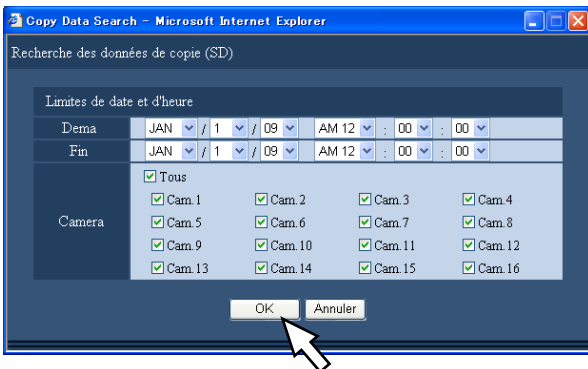 Copy Data Search - Microsoft Internet Explorer
Recherche des données de copie (SD)
Limites de date et d'heure
Dema JAN / 1 / 09 AM 12 : 00 : 00
Fin JAN / 1 / 09 AM 12 : 00 : 00
Tous
Cam.1 Cam.2 Cam.3 Cam.4
Camera Cam.5 Cam.6 Cam.7 Cam.8
Cam.9 Cam.10 Cam.11 Cam.12
Cam.13 Cam.14 Cam.15 Cam.16
OK Annuler